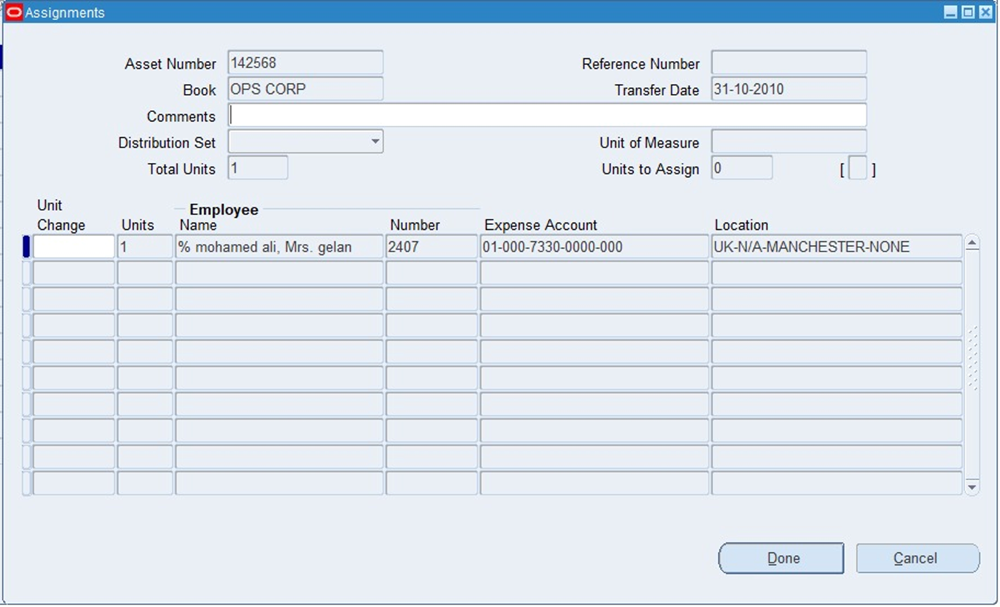 Assignments
Asset Number 142568 Reference Number
Book OPS CORP Transfer Date 31-10-2010
Comments
Distribution Set Unit of Measure
Total Units 1 Units to Assign 0 [ ]
Unit Employee
Change Units Name Number Expense Account Location
1 % mohamed ali, Mrs. gelan 2407 01-000-7330-0000-000 UK-N/A-MANCHESTER-NONE
Done Cancel